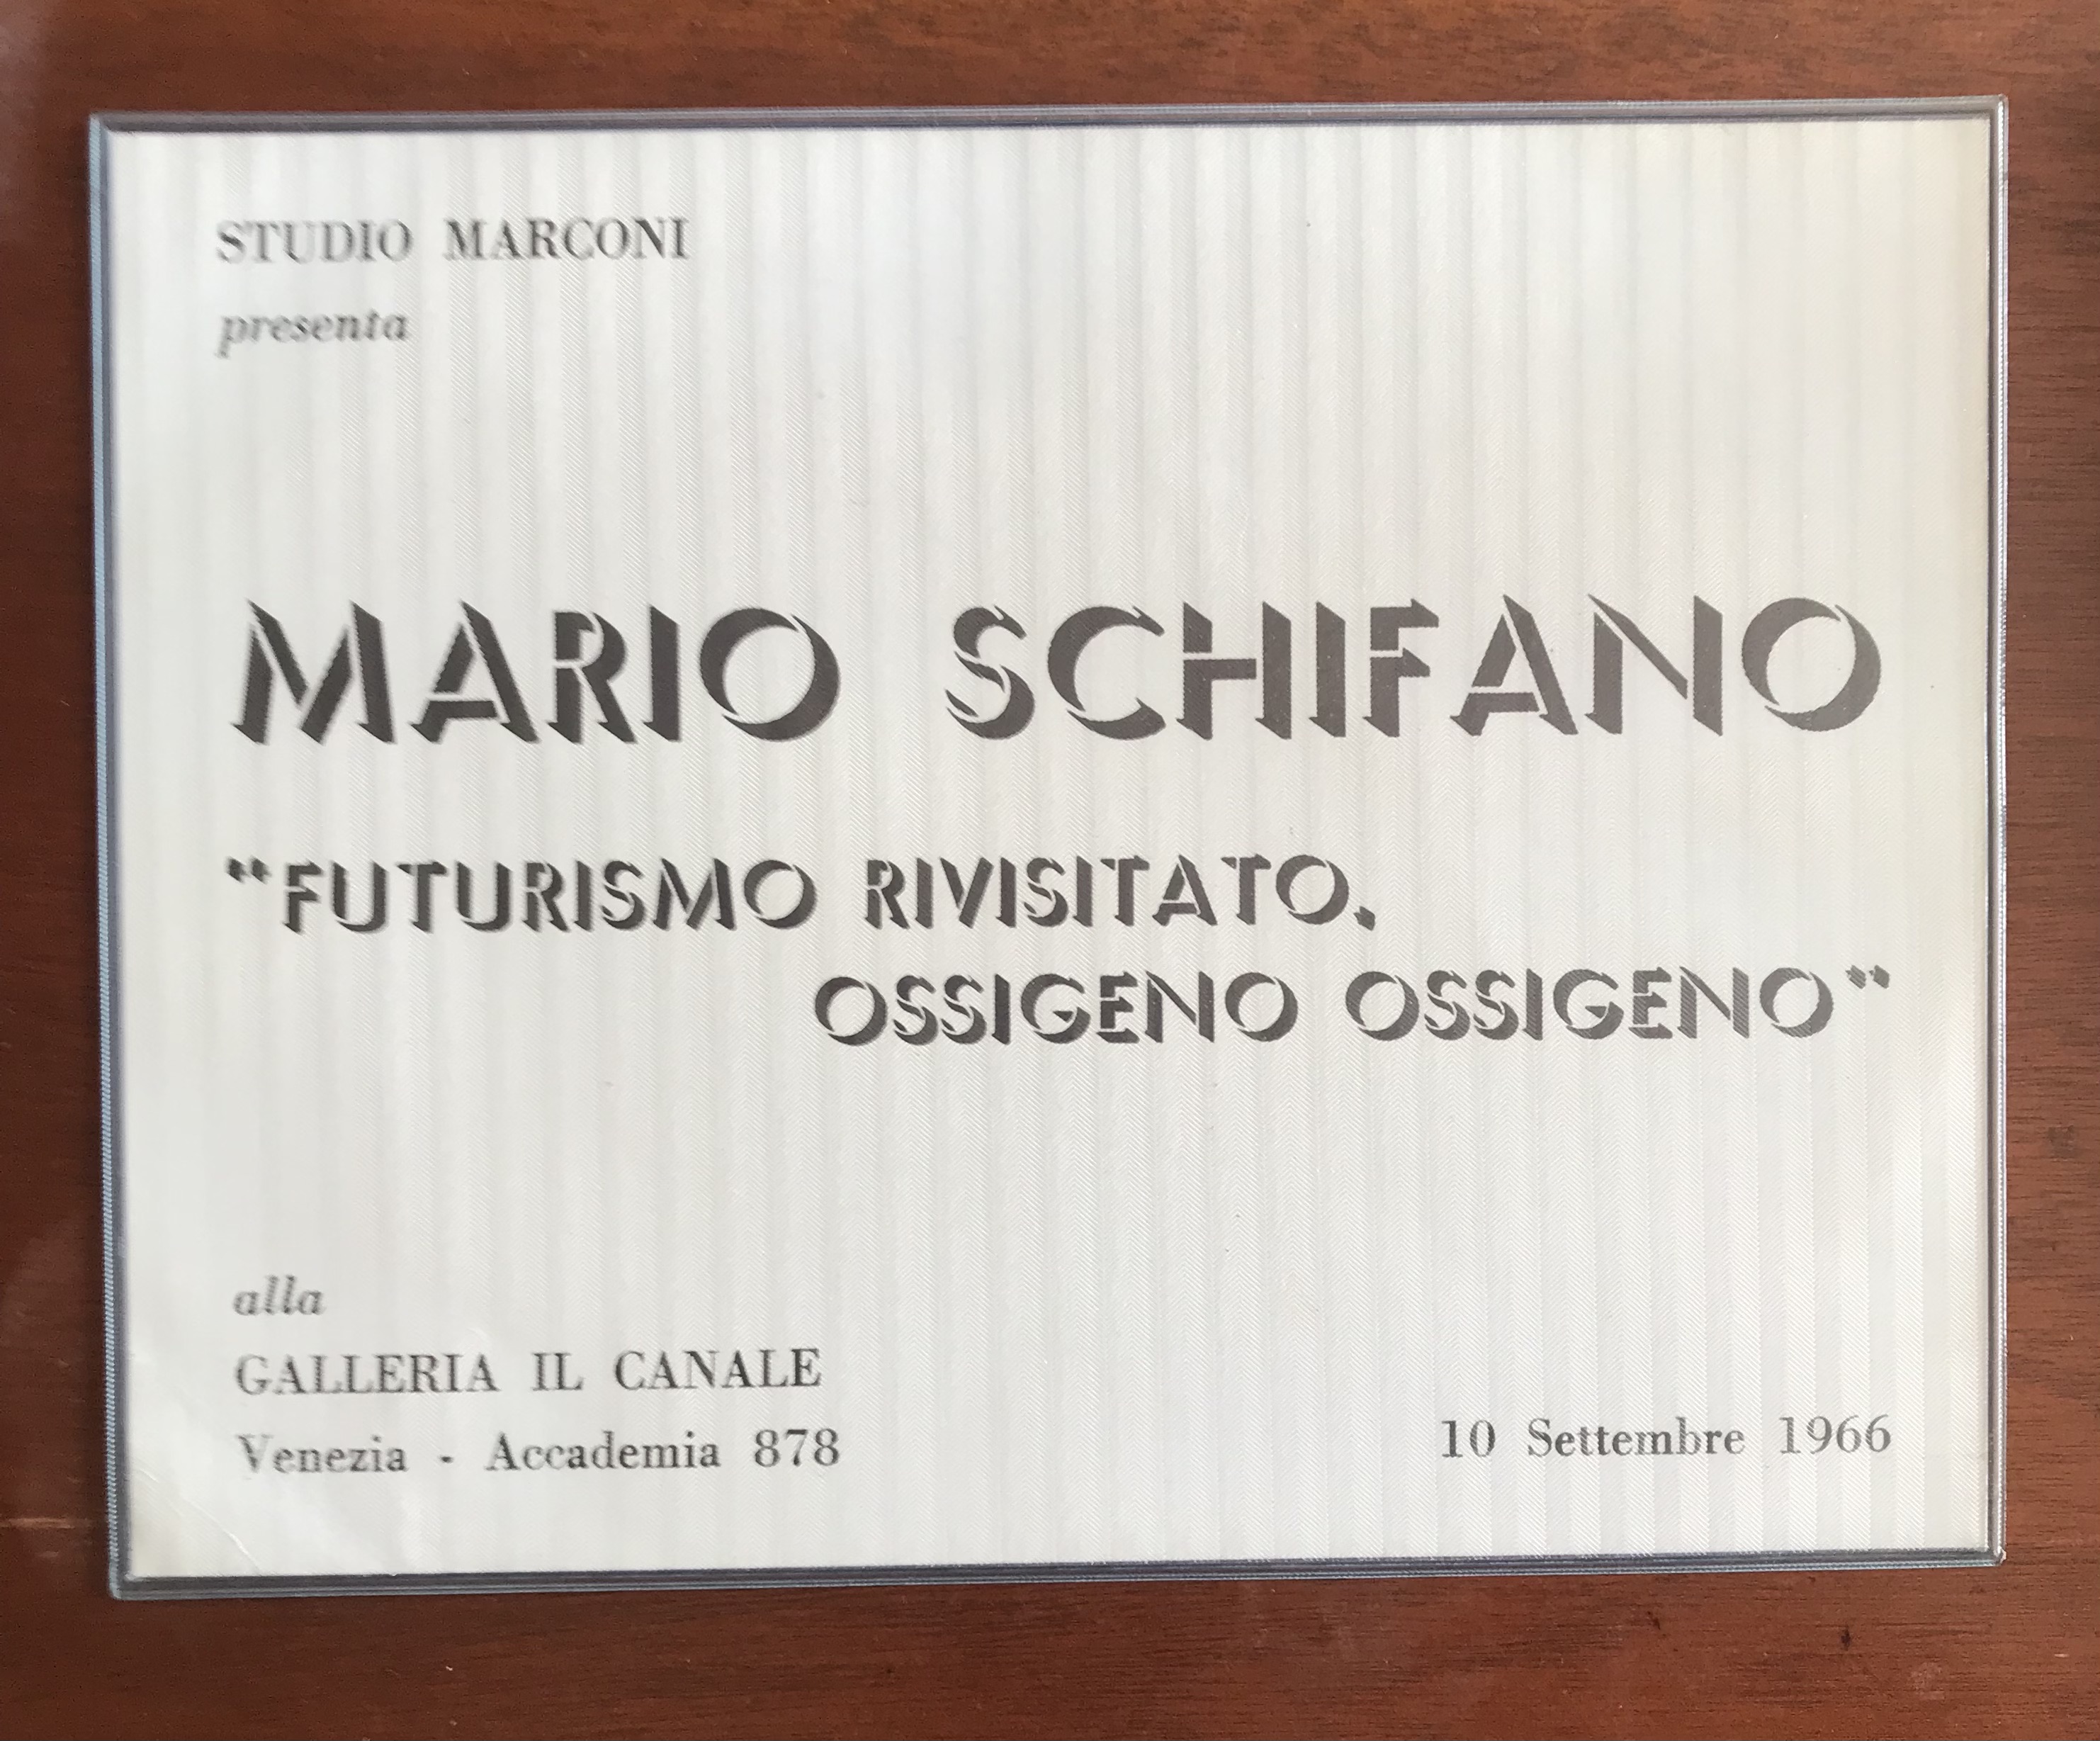 STUDIO MARCONI
presenta
MARIO SCHIFANO
"FUTURISMO RIVISITATO,
OSSIGENO OSSIGENO"
alla
GALLERIA IL CANALE
Venezia - Accademia 878
10 Settembre 1966